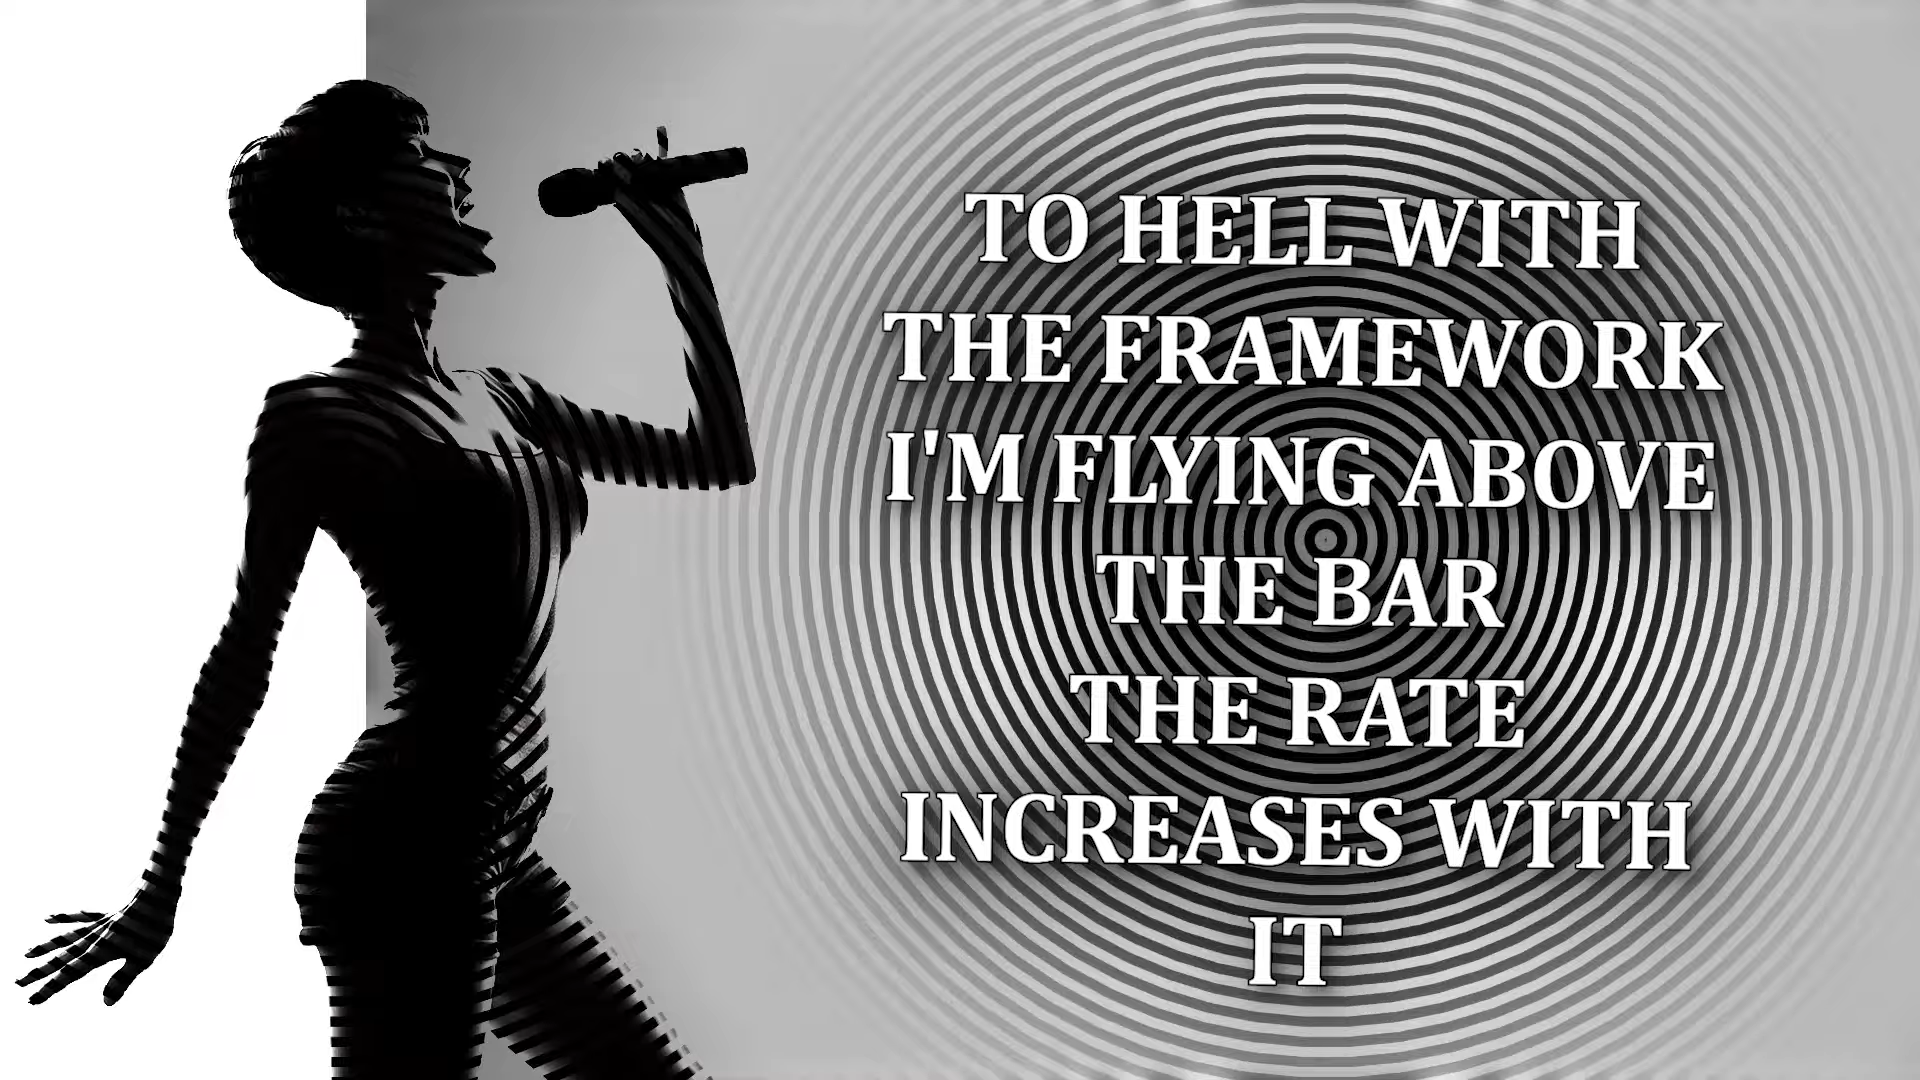 TO HELL WITH
THE FRAMEWORK
I'M FLYING ABOVE
THE BAR
THE RATE
INCREASES WITH
IT